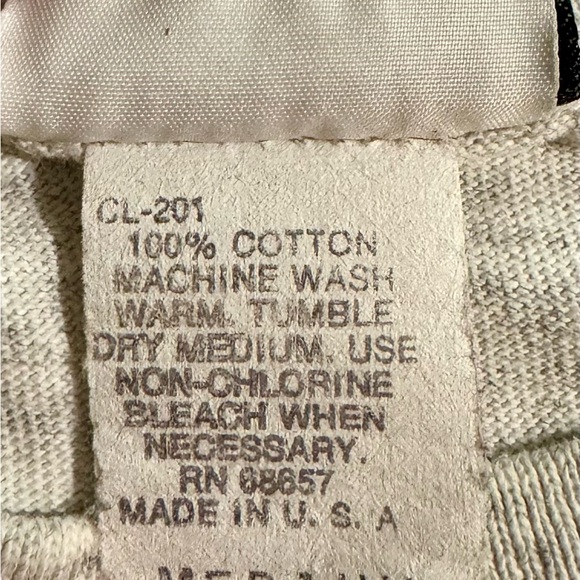 CL-201
100% COTTON
MACHINE WASH
WARM. TUMBLE
DRY MEDIUM. USE
NON-CHLORINE
BLEACH WHEN
NECESSARY.
RN 68657
MADE IN U. S. A